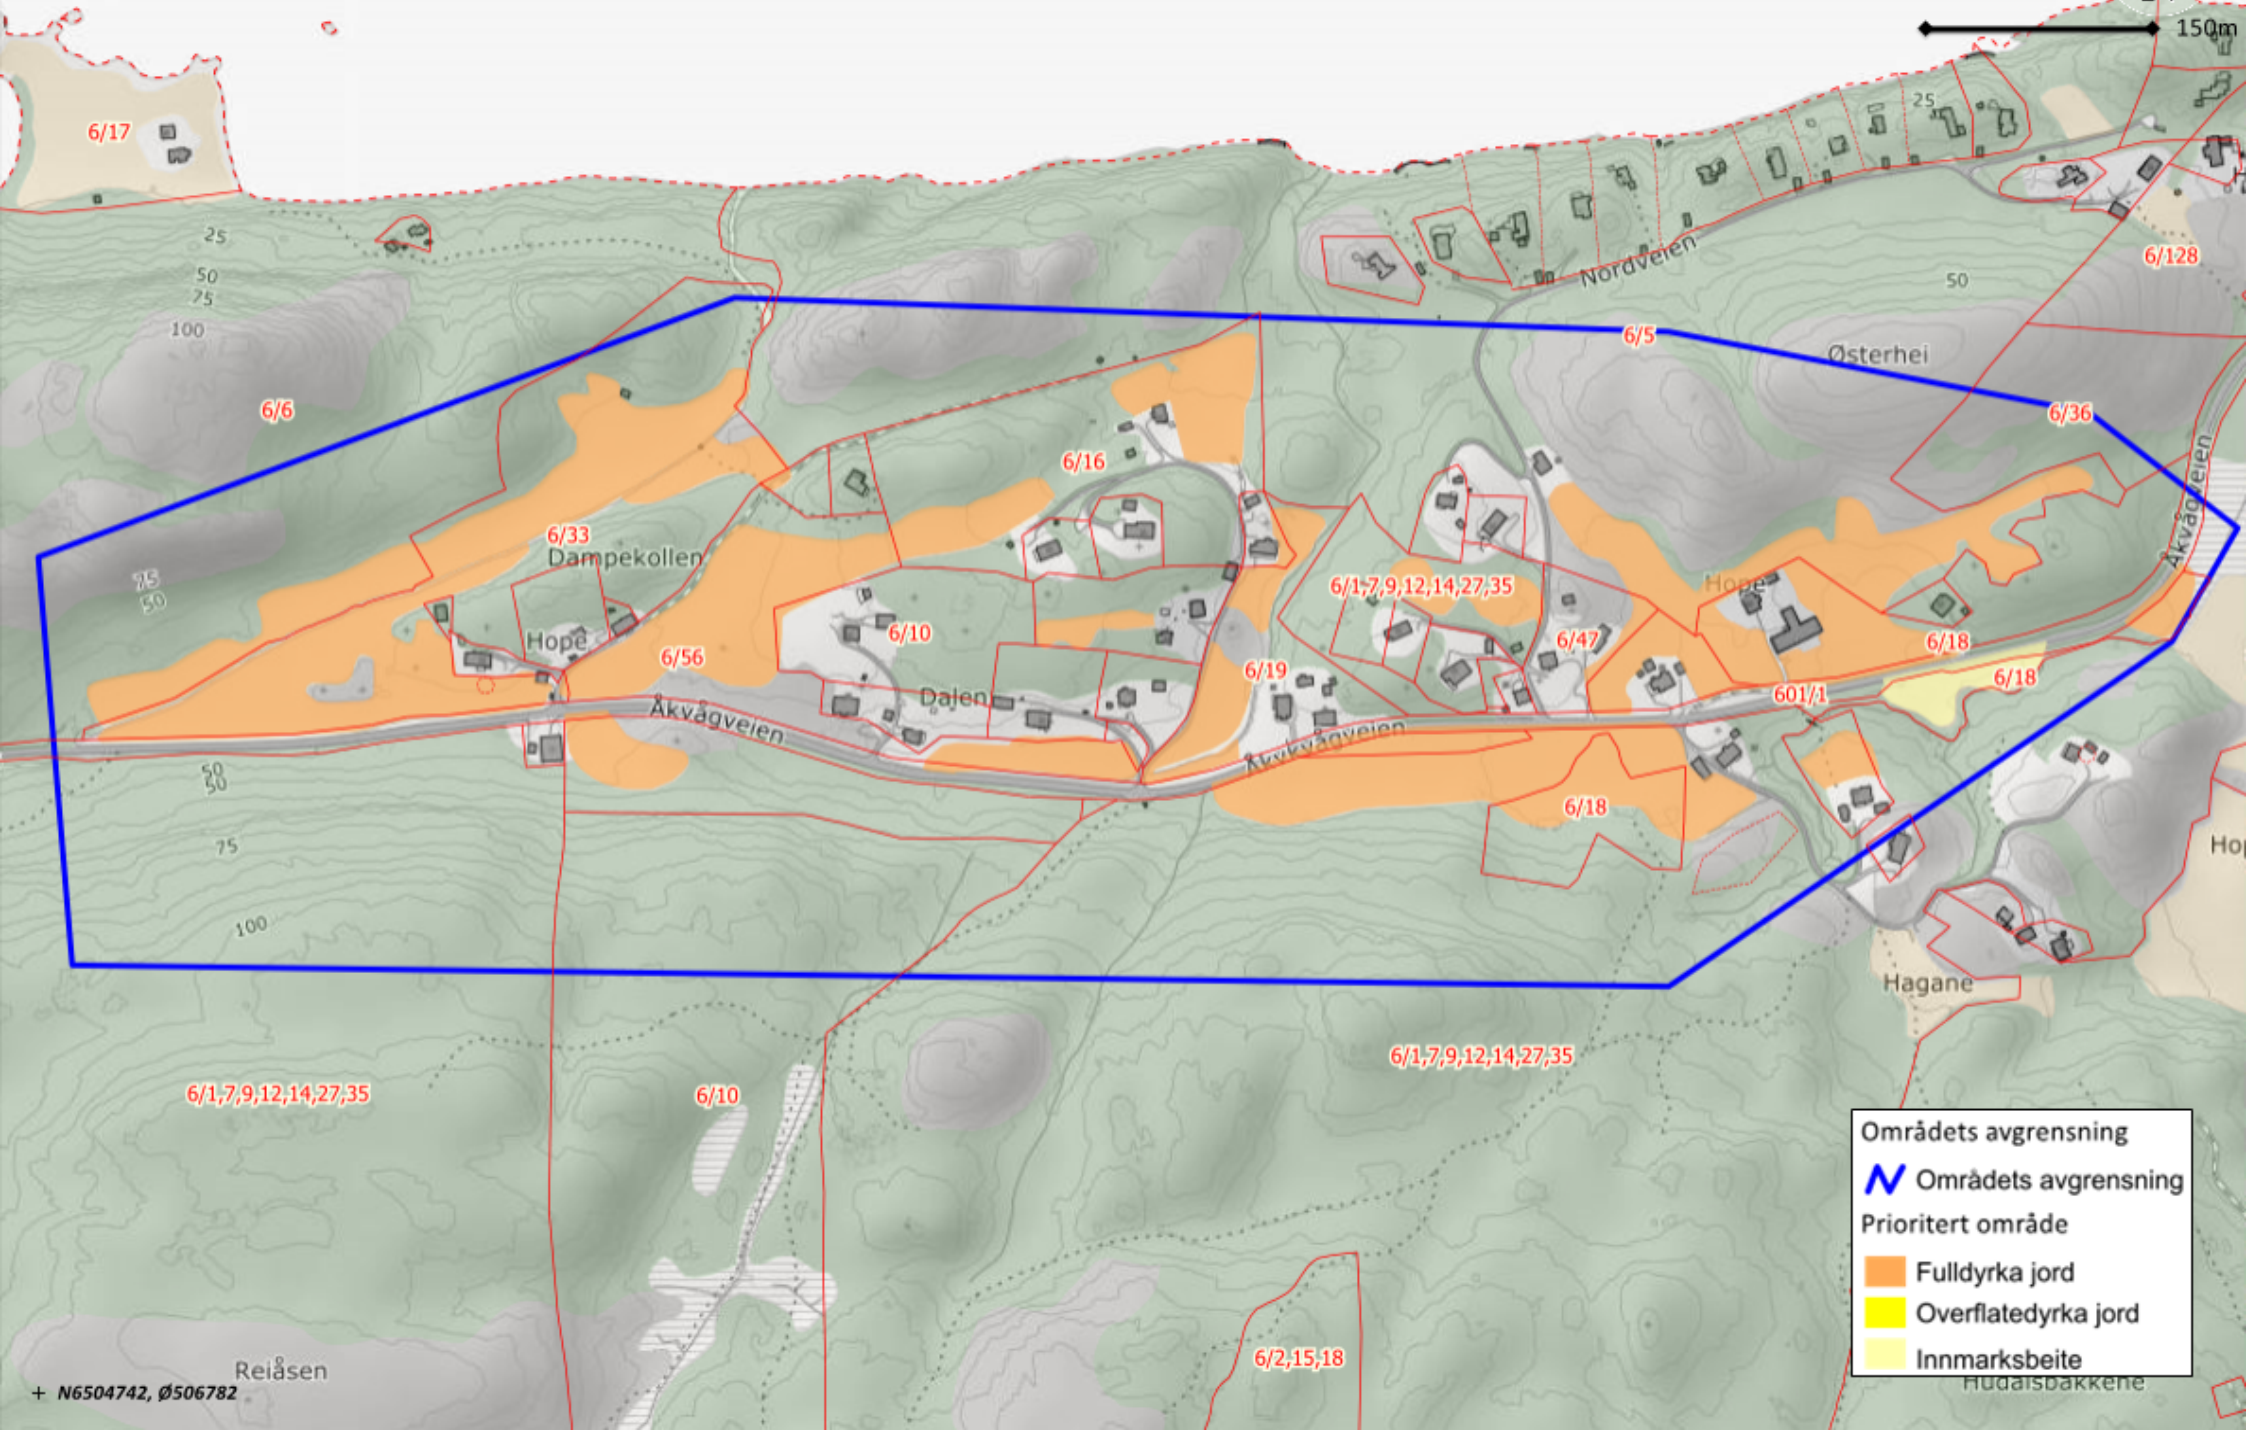 150m
25
6/17
Nordveien
25
50
75
100
6/128
50
6/5
Østerhei
6/6
6/36
6/16
Åkvågveien
6/33
Dampekollen
75
50
6/1,7,9,12,14,27,35
Hope
Hope
6/10
6/47
6/18
6/56
6/19
6/18
Dalen
601/1
Åkvågveien
50
50
6/18
75
Hop
100
Hagane
6/1,7,9,12,14,27,35
6/1,7,9,12,14,27,35
6/10
Områdets avgrensning
Områdets avgrensning
Prioritert område
Fulldyrka jord
Overflatedyrka jord
Innmarksbeite
6/2,15,18
Reiåsen
+ N6504742, Ø506782